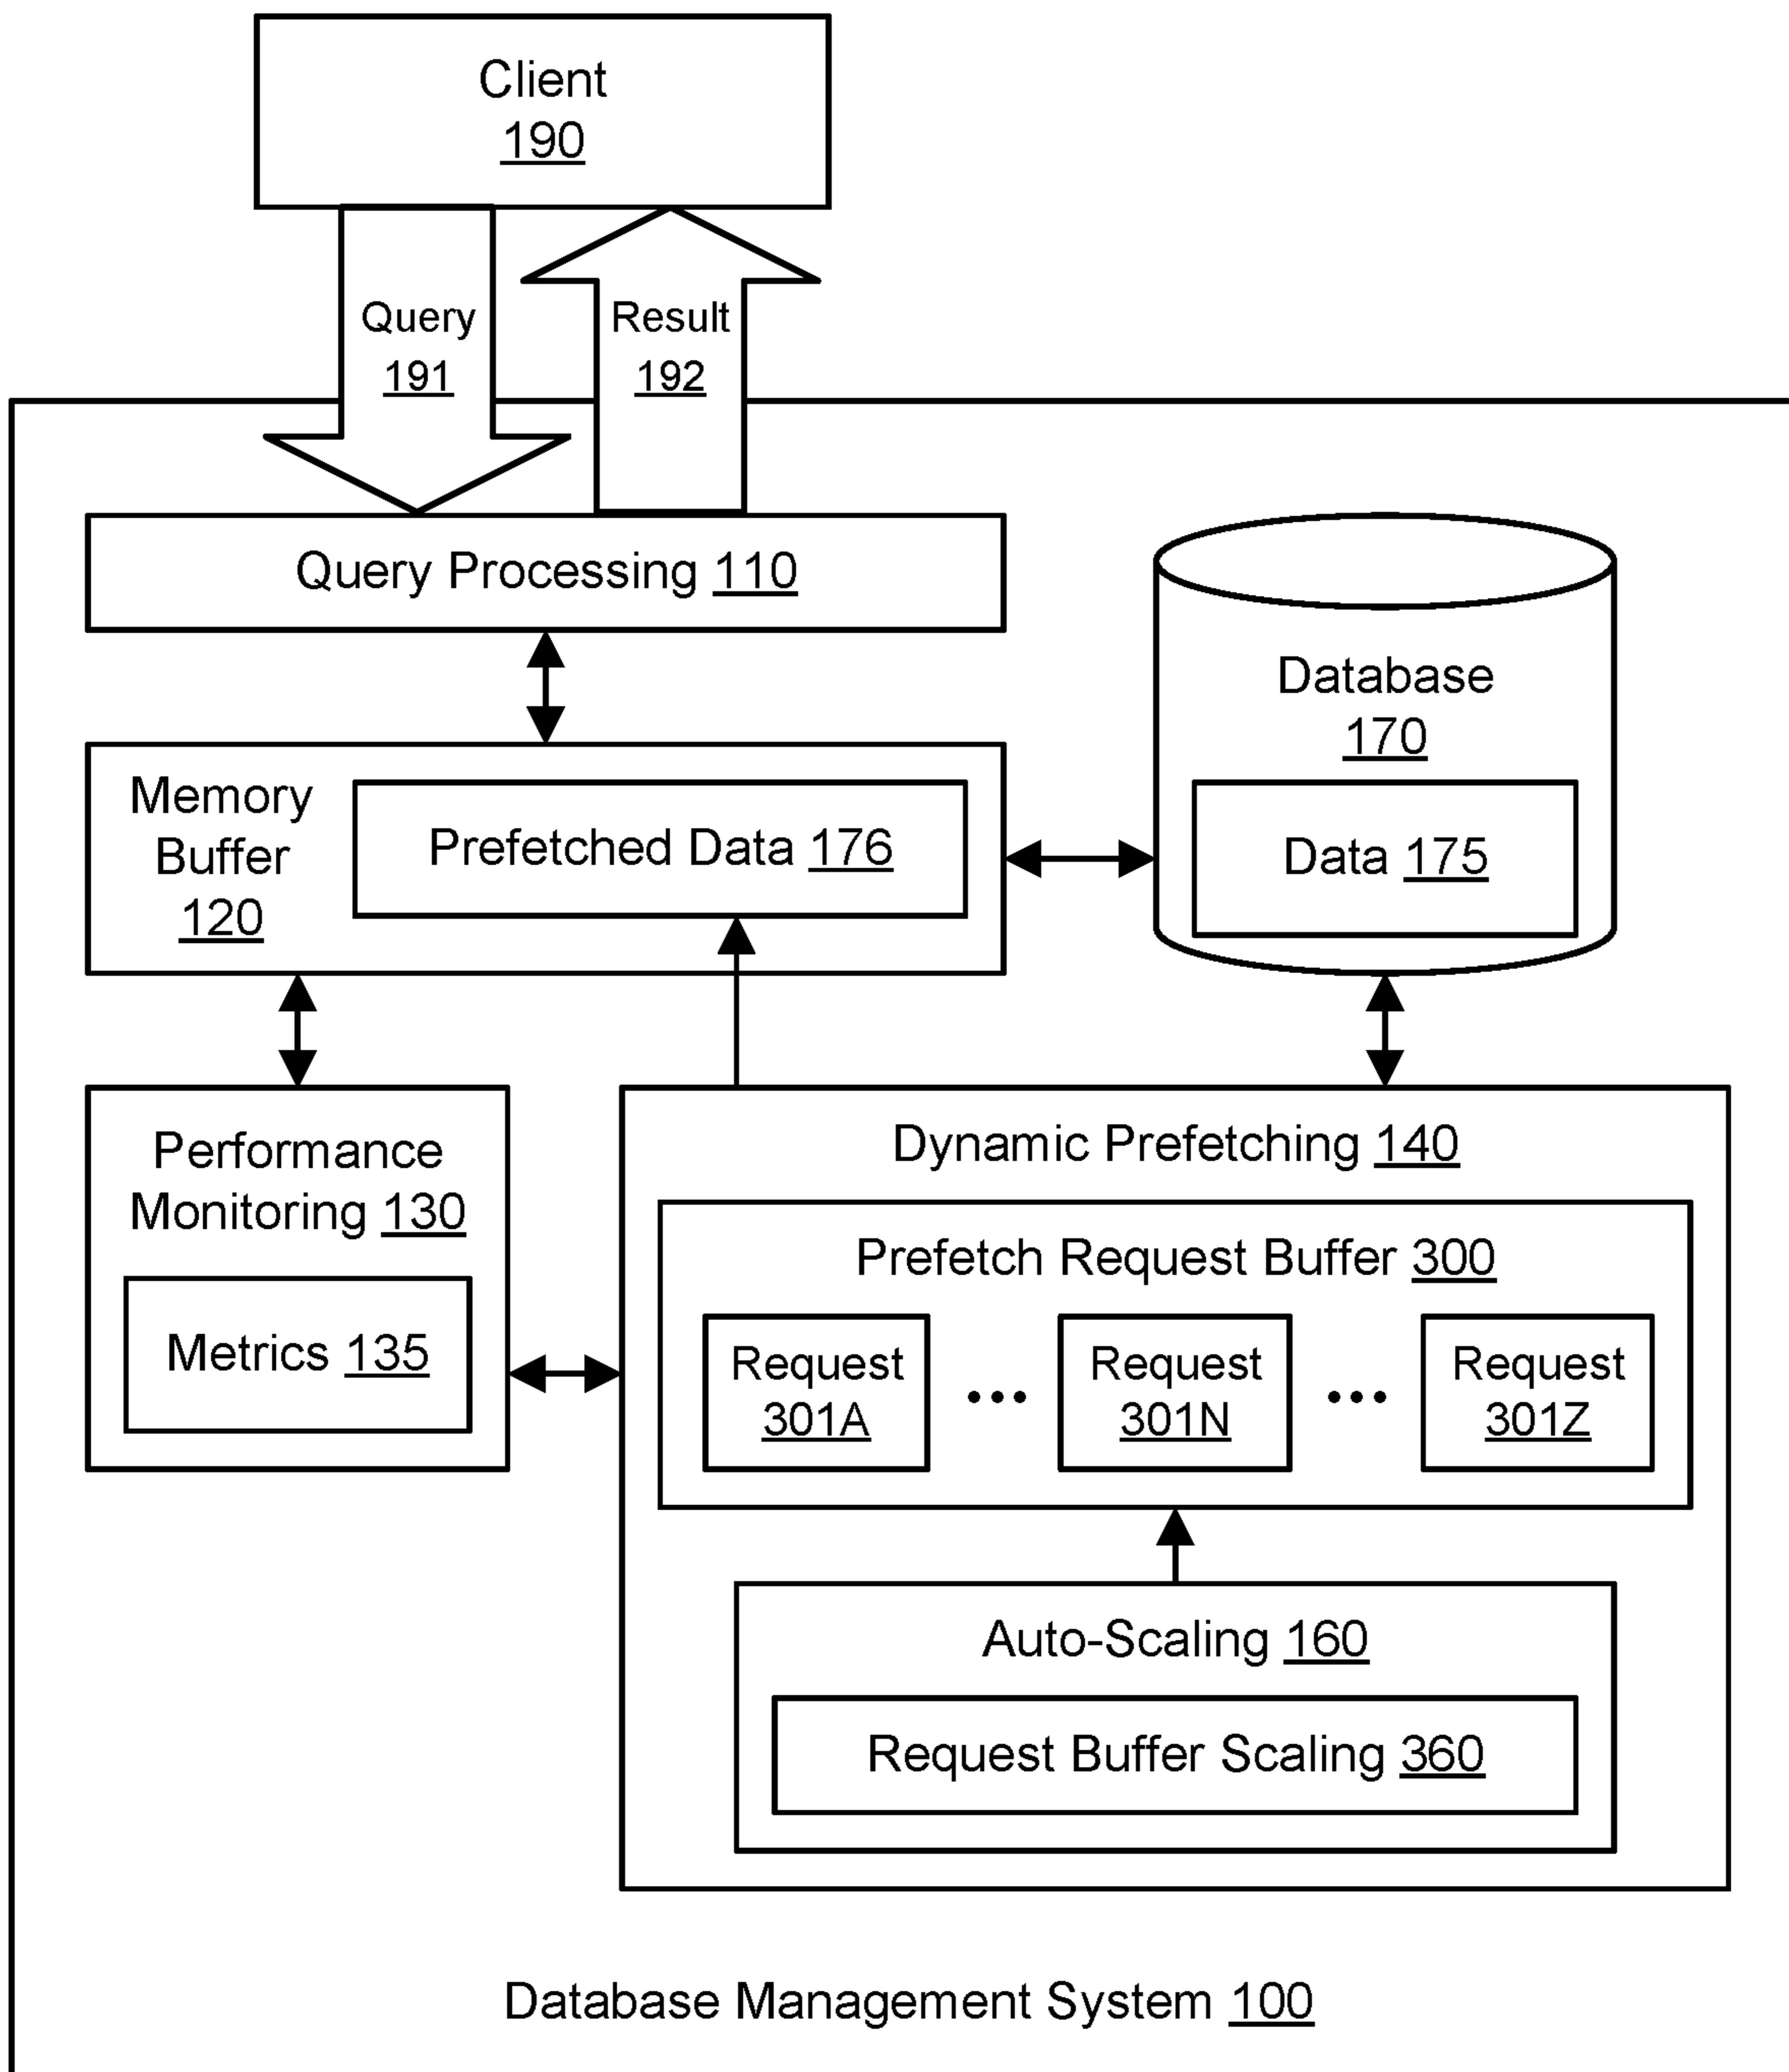 Client
190
Query
191
Result
192
Query Processing 110
Database
170
Data 175
Memory
Buffer
120
Prefetched Data 176
Performance
Monitoring 130
Metrics 135
Dynamic Prefetching 140
Prefetch Request Buffer 300
Request
301A
•••
Request
301N
•••
Request
301Z
Auto-Scaling 160
Request Buffer Scaling 360
Database Management System 100